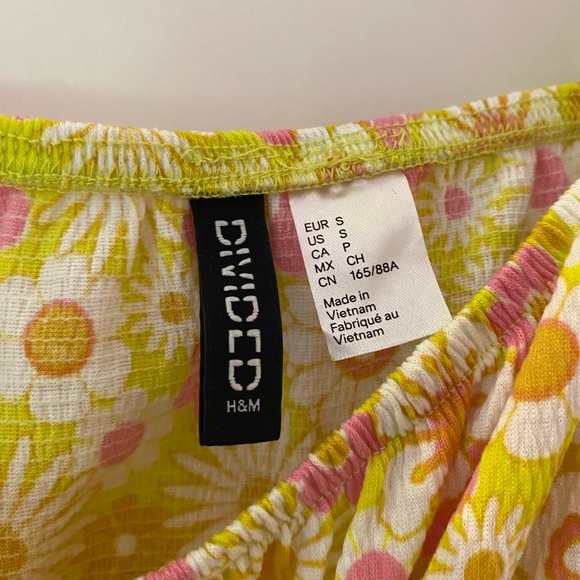 DIVIDED
H&M
EUR S
US S
CA P
MX CH
CN 165/88A
Made in
Vietnam
Fabriqué au
Vietnam